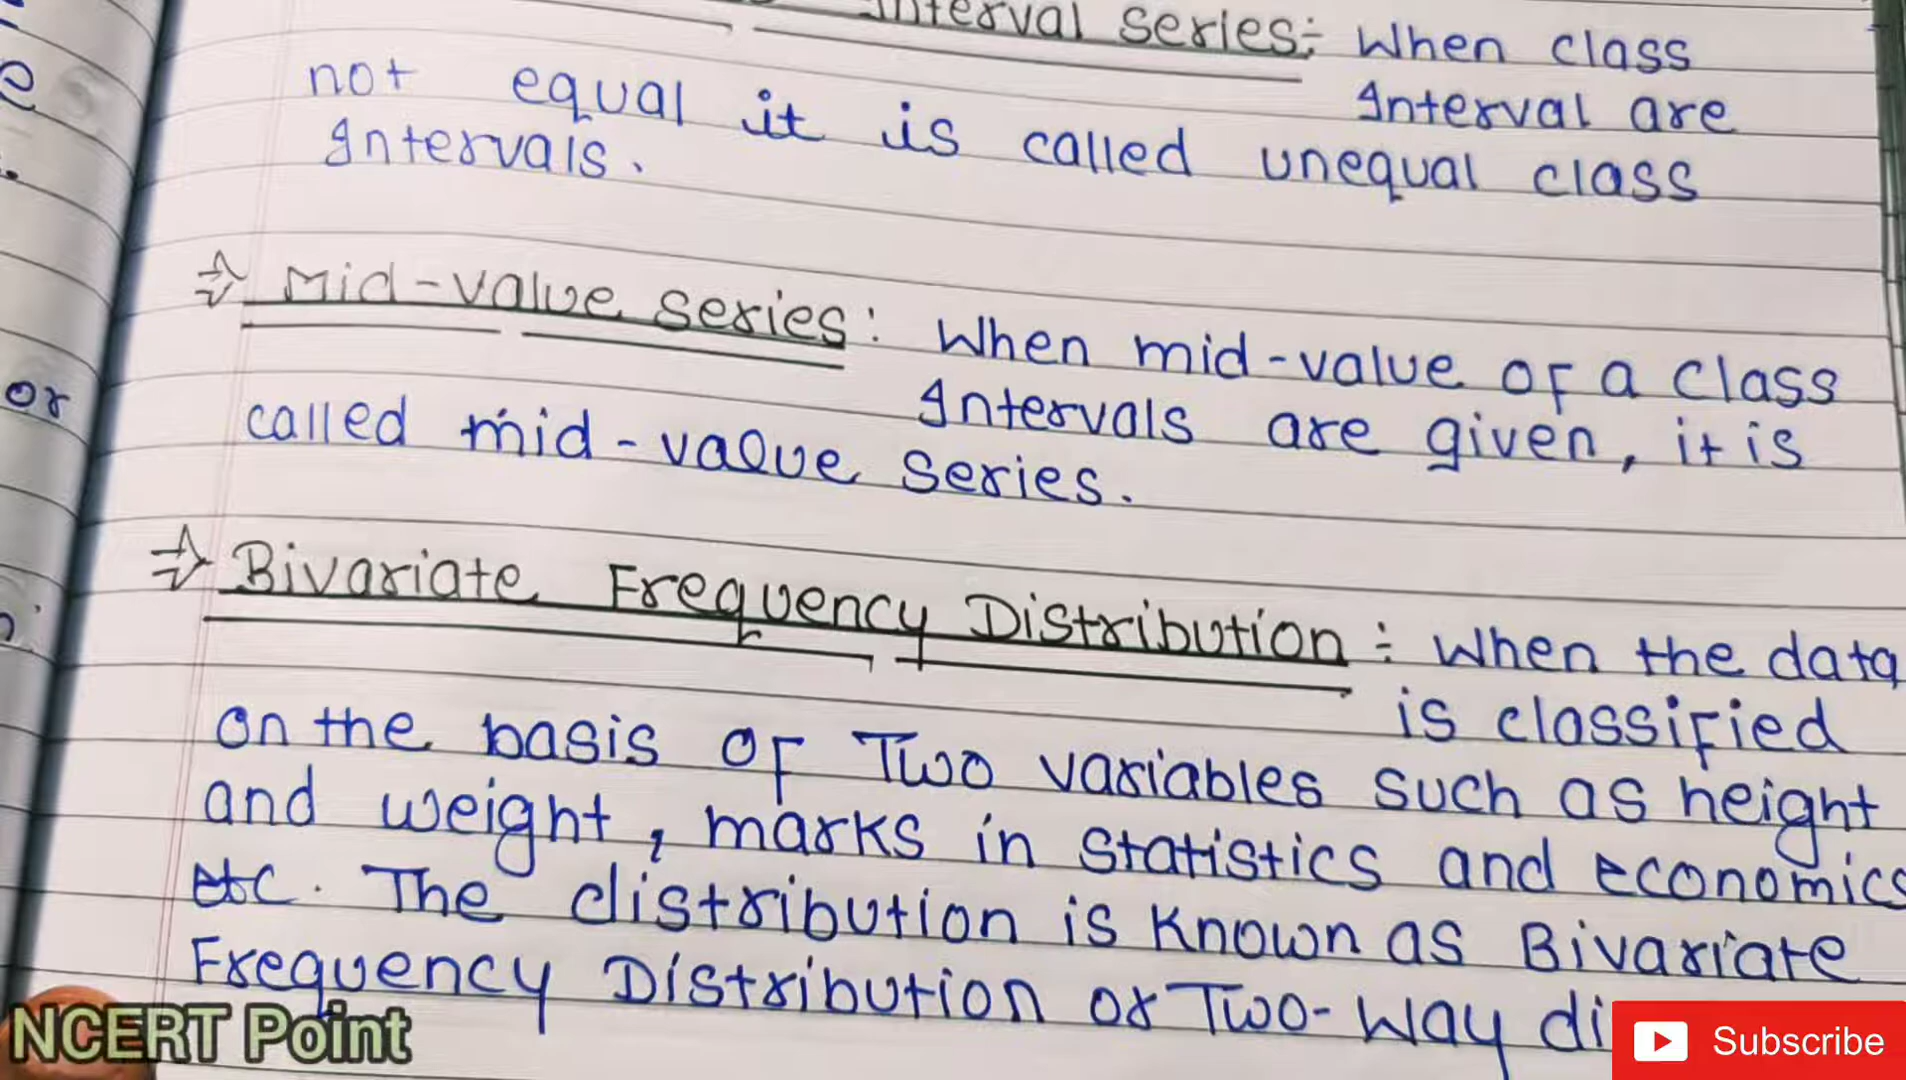 Interval series:- When class
Interval are
not equal it is called unequal class
Intervals.
⇒ Mid-value series: When mid-value of a class
Intervals are given, it is
called mid-value series.
⇒ Bivariate Frequency Distribution :- When the data
is classified
on the basis of Two variables such as height
and weight, marks in statistics and economics
etc. The distribution is known as Bivariate
Frequency Distribution or Two-way di
or
NCERT Point
Subscribe